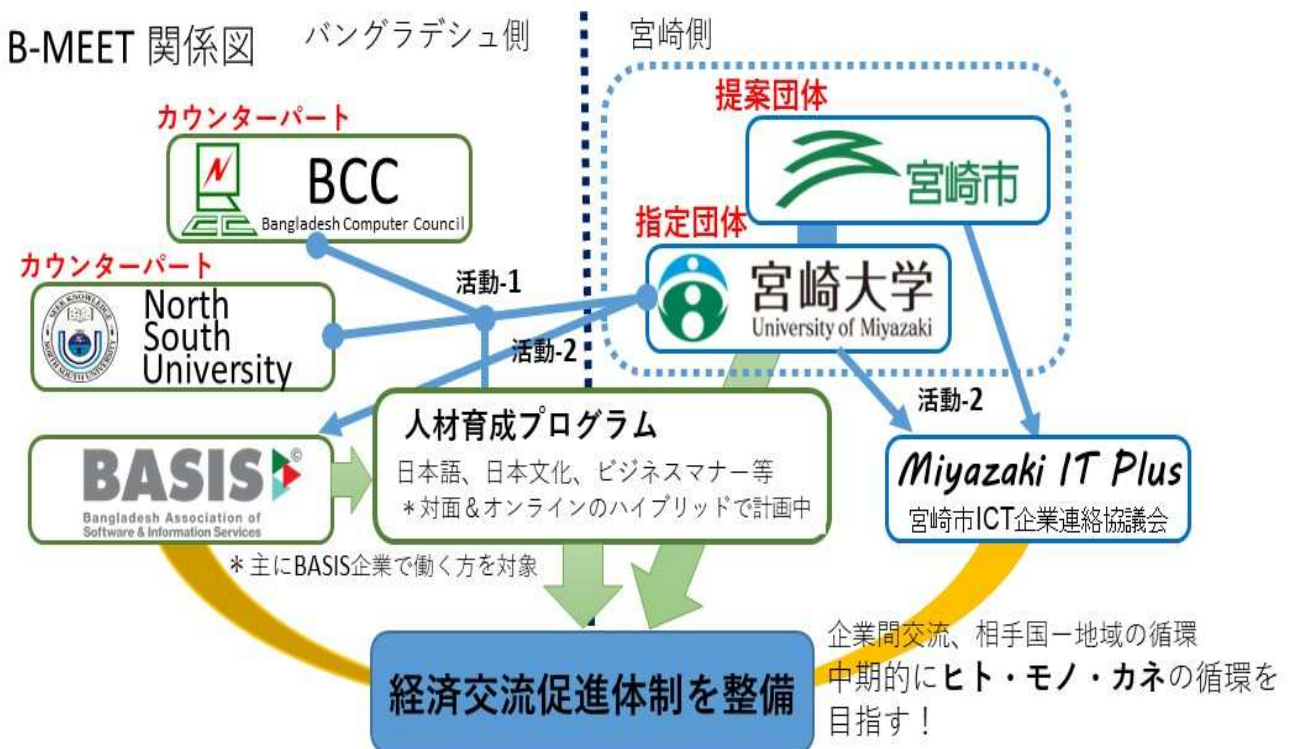 B-MEET 関係図
バングラデシュ側
宮崎側
提案団体
宮崎市
カウンターパート
BCC
Bangladesh Computer Council
指定団体
宮崎大学
University of Miyazaki
カウンターパート
North
South
University
活動-1
活動-2
活動-2
人材育成プログラム
日本語、日本文化、ビジネスマナー等
＊対面＆オンラインのハイブリッドで計画中
BASIS
Bangladesh Association of
Software & Information Services
Miyazaki IT Plus
宮崎市ICT企業連絡協議会
＊主にBASIS企業で働く方を対象
経済交流促進体制を整備
企業間交流、相手国ー地域の循環
中期的にヒト・モノ・カネの循環を
目指す！